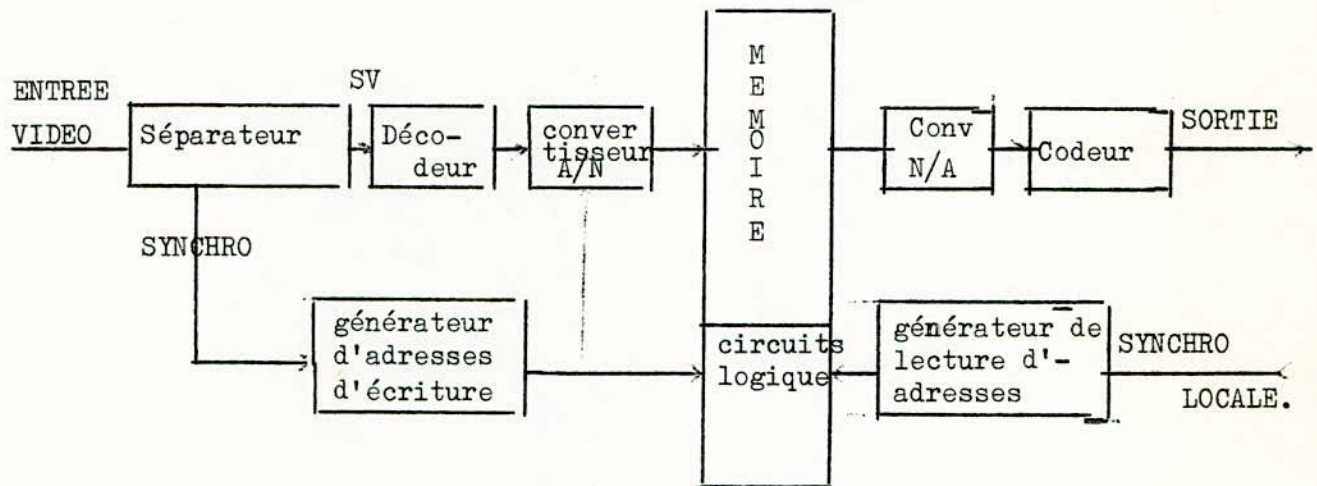 ENTREE
VIDEO
Séparateur
SV
Déco-
deur
conver
tisseur
A/N
MEMOIRE
Conv
N/A
Codeur
SORTIE
SYNCHRO
générateur
d'adresses
d'écriture
circuits
logique
générateur de
lecture d'-
adresses
SYNCHRO
LOCALE.